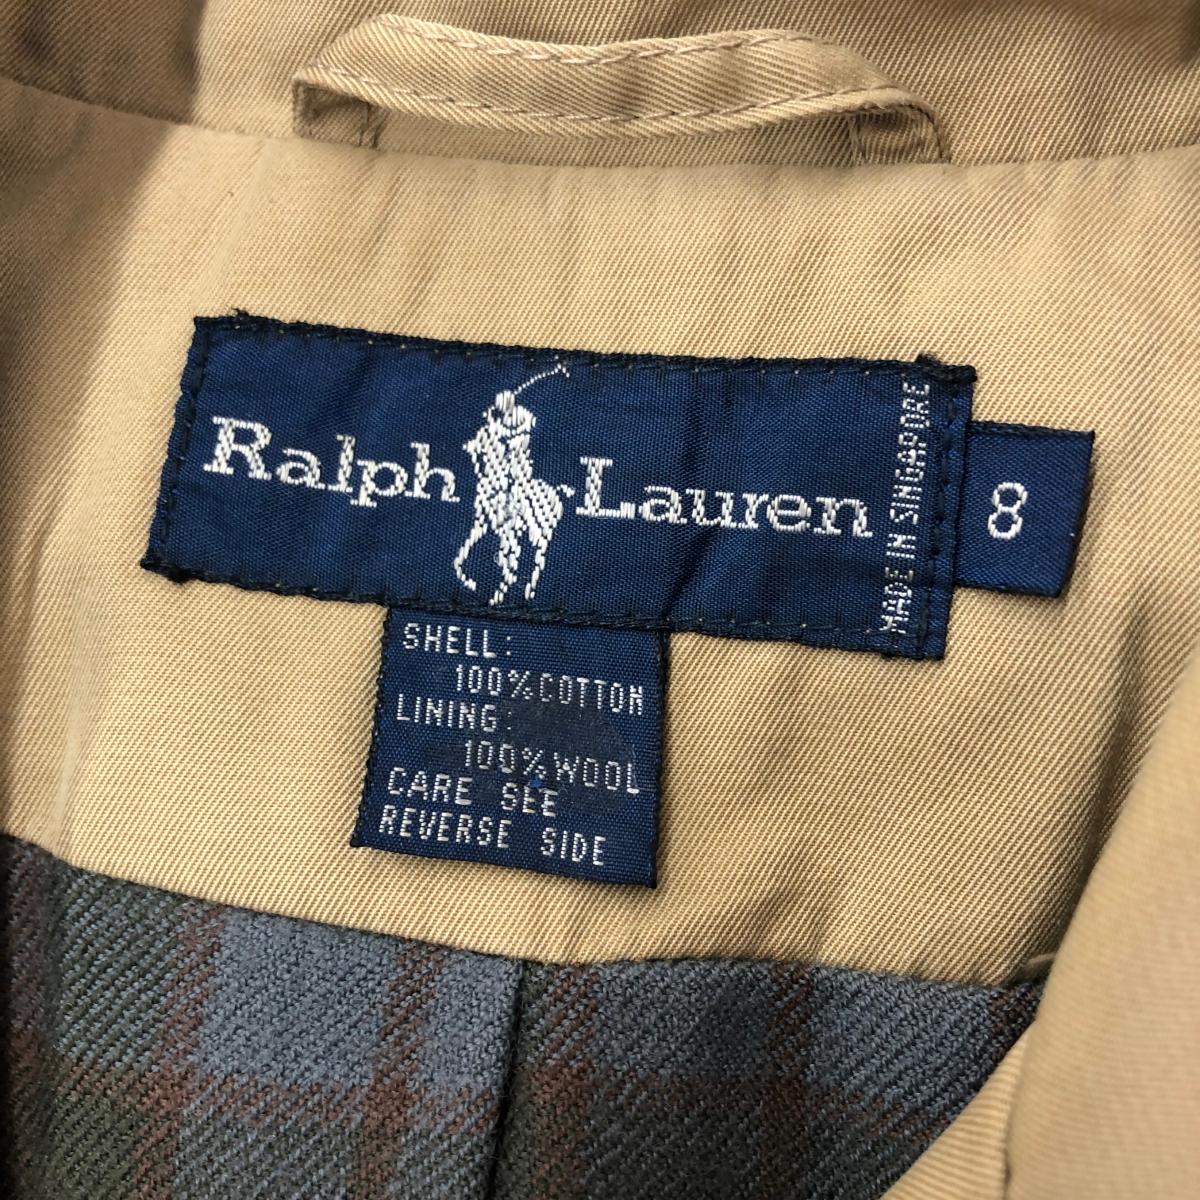 Ralph Lauren
MADE IN SINGAPORE
8
SHELL:
100%COTTON
LINING:
100%WOOL
CARE SEE
REVERSE SIDE